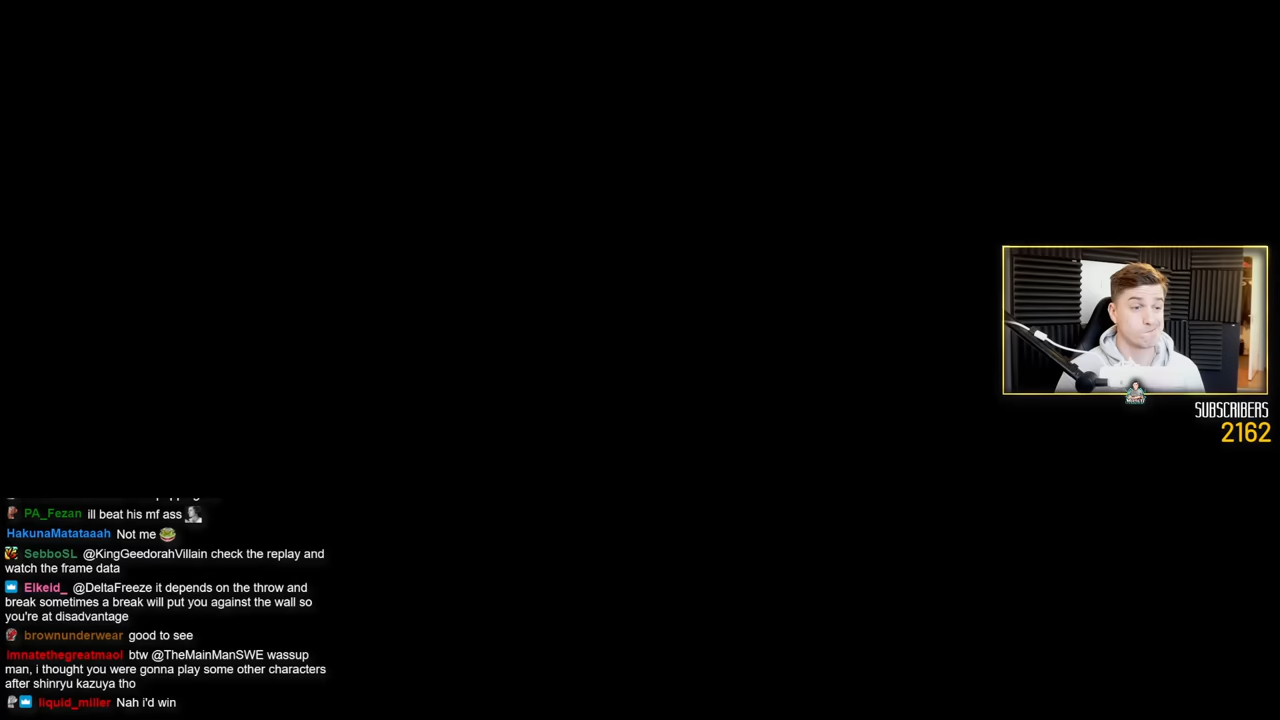 SUBSCRIBERS
2162
PA_Fezan ill beat his mf ass
HakunaMatataaah Not me
SebboSL @KingGeedorahVillain check the replay and
watch the frame data
Elkeid_ @DeltaFreeze it depends on the throw and
break sometimes a break will put you against the wall so
you're at disadvantage
brownunderwear good to see
imnatethegreatmaol btw @TheMainManSWE wassup
man, i thought you were gonna play some other characters
after shinryu kazuya tho
liquid_miller Nah i'd win